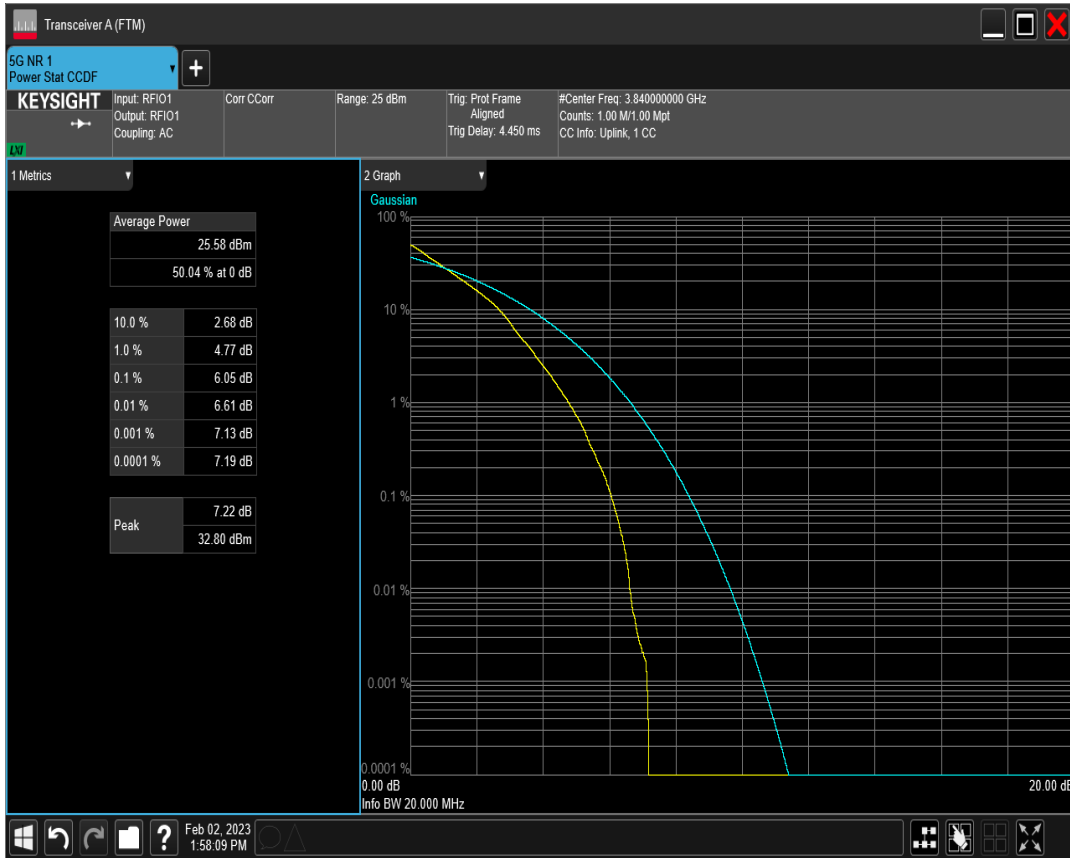 Transceiver A (FTM)
5G NR 1
Power Stat CCDF
KEYSIGHT
LXI
Input: RFIO1
Output: RFIO1
Coupling: AC
Corr CCorr
Range: 25 dBm
Trig: Prot Frame
Aligned
Trig Delay: 4.450 ms
#Center Freq: 3.840000000 GHz
Counts: 1.00 M/1.00 Mpt
CC Info: Uplink, 1 CC
1 Metrics
Average Power
25.58 dBm
50.04 % at 0 dB
10.0 % 2.68 dB
1.0 % 4.77 dB
0.1 % 6.05 dB
0.01 % 6.61 dB
0.001 % 7.13 dB
0.0001 % 7.19 dB
Peak 7.22 dB
32.80 dBm
2 Graph
Gaussian
100 %
10 %
1 %
0.1 %
0.01 %
0.001 %
0.0001 %
0.00 dB 20.00 dB
Info BW 20.000 MHz
?
Feb 02, 2023
1:58:09 PM